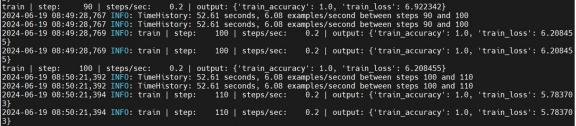 train | step:     90 | steps/sec:    0.2 | output: {'train_accuracy': 1.0, 'train_loss': 6.922342}
2024-06-19 08:49:28,767 INFO: TimeHistory: 52.61 seconds, 6.08 examples/second between steps 90 and 100
2024-06-19 08:49:28,767 INFO: TimeHistory: 52.61 seconds, 6.08 examples/second between steps 90 and 100
2024-06-19 08:49:28,769 INFO: train | step:    100 | steps/sec:    0.2 | output: {'train_accuracy': 1.0, 'train_loss': 6.20845
5}
2024-06-19 08:49:28,769 INFO: train | step:    100 | steps/sec:    0.2 | output: {'train_accuracy': 1.0, 'train_loss': 6.20845
5}
train | step:    100 | steps/sec:    0.2 | output: {'train_accuracy': 1.0, 'train_loss': 6.208455}
2024-06-19 08:50:21,392 INFO: TimeHistory: 52.61 seconds, 6.08 examples/second between steps 100 and 110
2024-06-19 08:50:21,392 INFO: TimeHistory: 52.61 seconds, 6.08 examples/second between steps 100 and 110
2024-06-19 08:50:21,394 INFO: train | step:    110 | steps/sec:    0.2 | output: {'train_accuracy': 1.0, 'train_loss': 5.78370
3}
2024-06-19 08:50:21,394 INFO: train | step:    110 | steps/sec:    0.2 | output: {'train_accuracy': 1.0, 'train_loss': 5.78370
3}